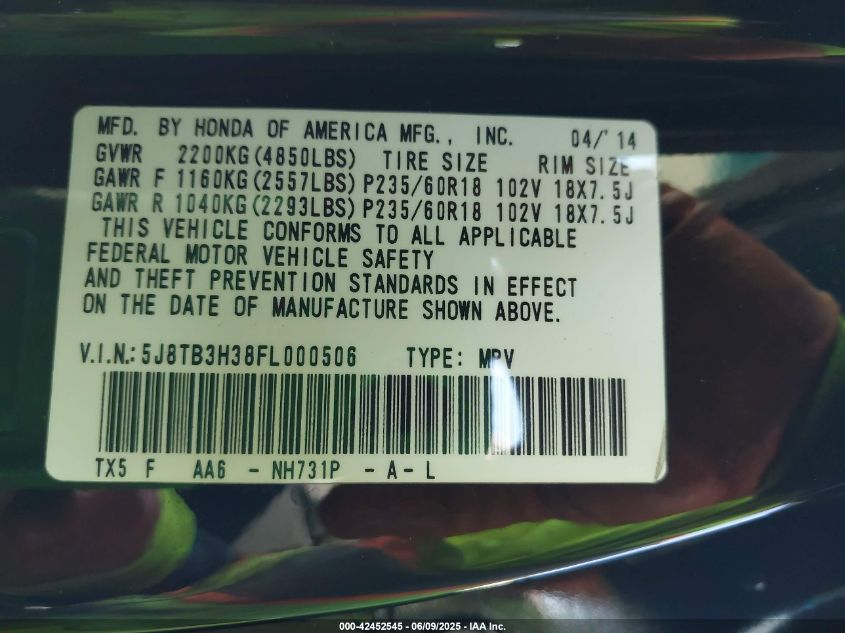 MFD. BY HONDA OF AMERICA MFG., INC. 04/'14
GVWR 2200KG(4850LBS) TIRE SIZE RIM SIZE
GAWR F 1160KG(2557LBS) P235/60R18 102V 18X7.5J
GAWR R 1040KG(2293LBS) P235/60R18 102V 18X7.5J
THIS VEHICLE CONFORMS TO ALL APPLICABLE
FEDERAL MOTOR VEHICLE SAFETY
AND THEFT PREVENTION STANDARDS IN EFFECT
ON THE DATE OF MANUFACTURE SHOWN ABOVE.
V.I.N.: 5J8TB3H38FL000506 TYPE: MPV
TX5 F AA6 - NH731P - A - L
000-42452545 - 06/09/2025 - IAA Inc.